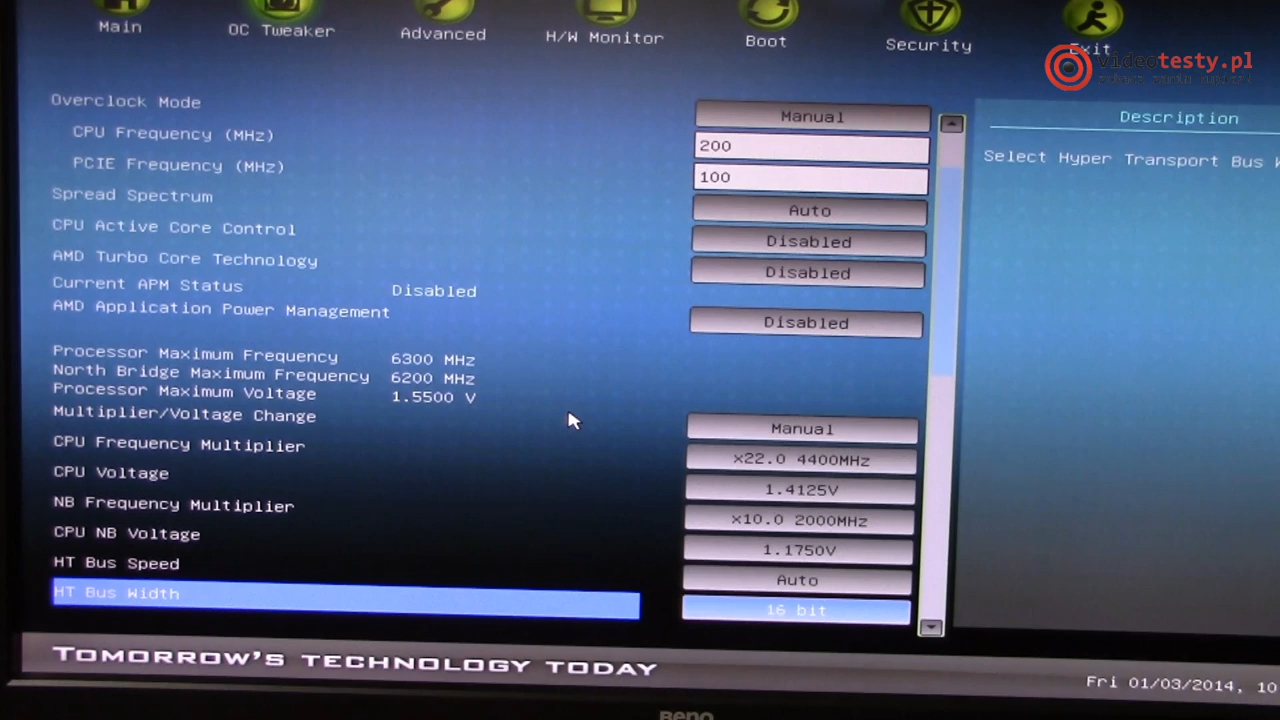 Main OC Tweaker Advanced H/W Monitor Boot Security Exit
videotesty.pl
Overclock Mode Manual
CPU Frequency (MHz) 200
PCIE Frequency (MHz) 100
Spread Spectrum Auto
CPU Active Core Control Disabled
AMD Turbo Core Technology Disabled
Current APM Status Disabled
AMD Application Power Management Disabled
Processor Maximum Frequency 6300 MHz
North Bridge Maximum Frequency 6200 MHz
Processor Maximum Voltage 1.5500 V
Multiplier/Voltage Change Manual
CPU Frequency Multiplier x22.0 4400MHz
CPU Voltage 1.4125V
NB Frequency Multiplier x10.0 2000MHz
CPU NB Voltage 1.1750V
HT Bus Speed Auto
HT Bus Width 16 bit
Description
Select Hyper Transport Bus
TOMORROW'S TECHNOLOGY TODAY
Fri 01/03/2014, 10
BenQ